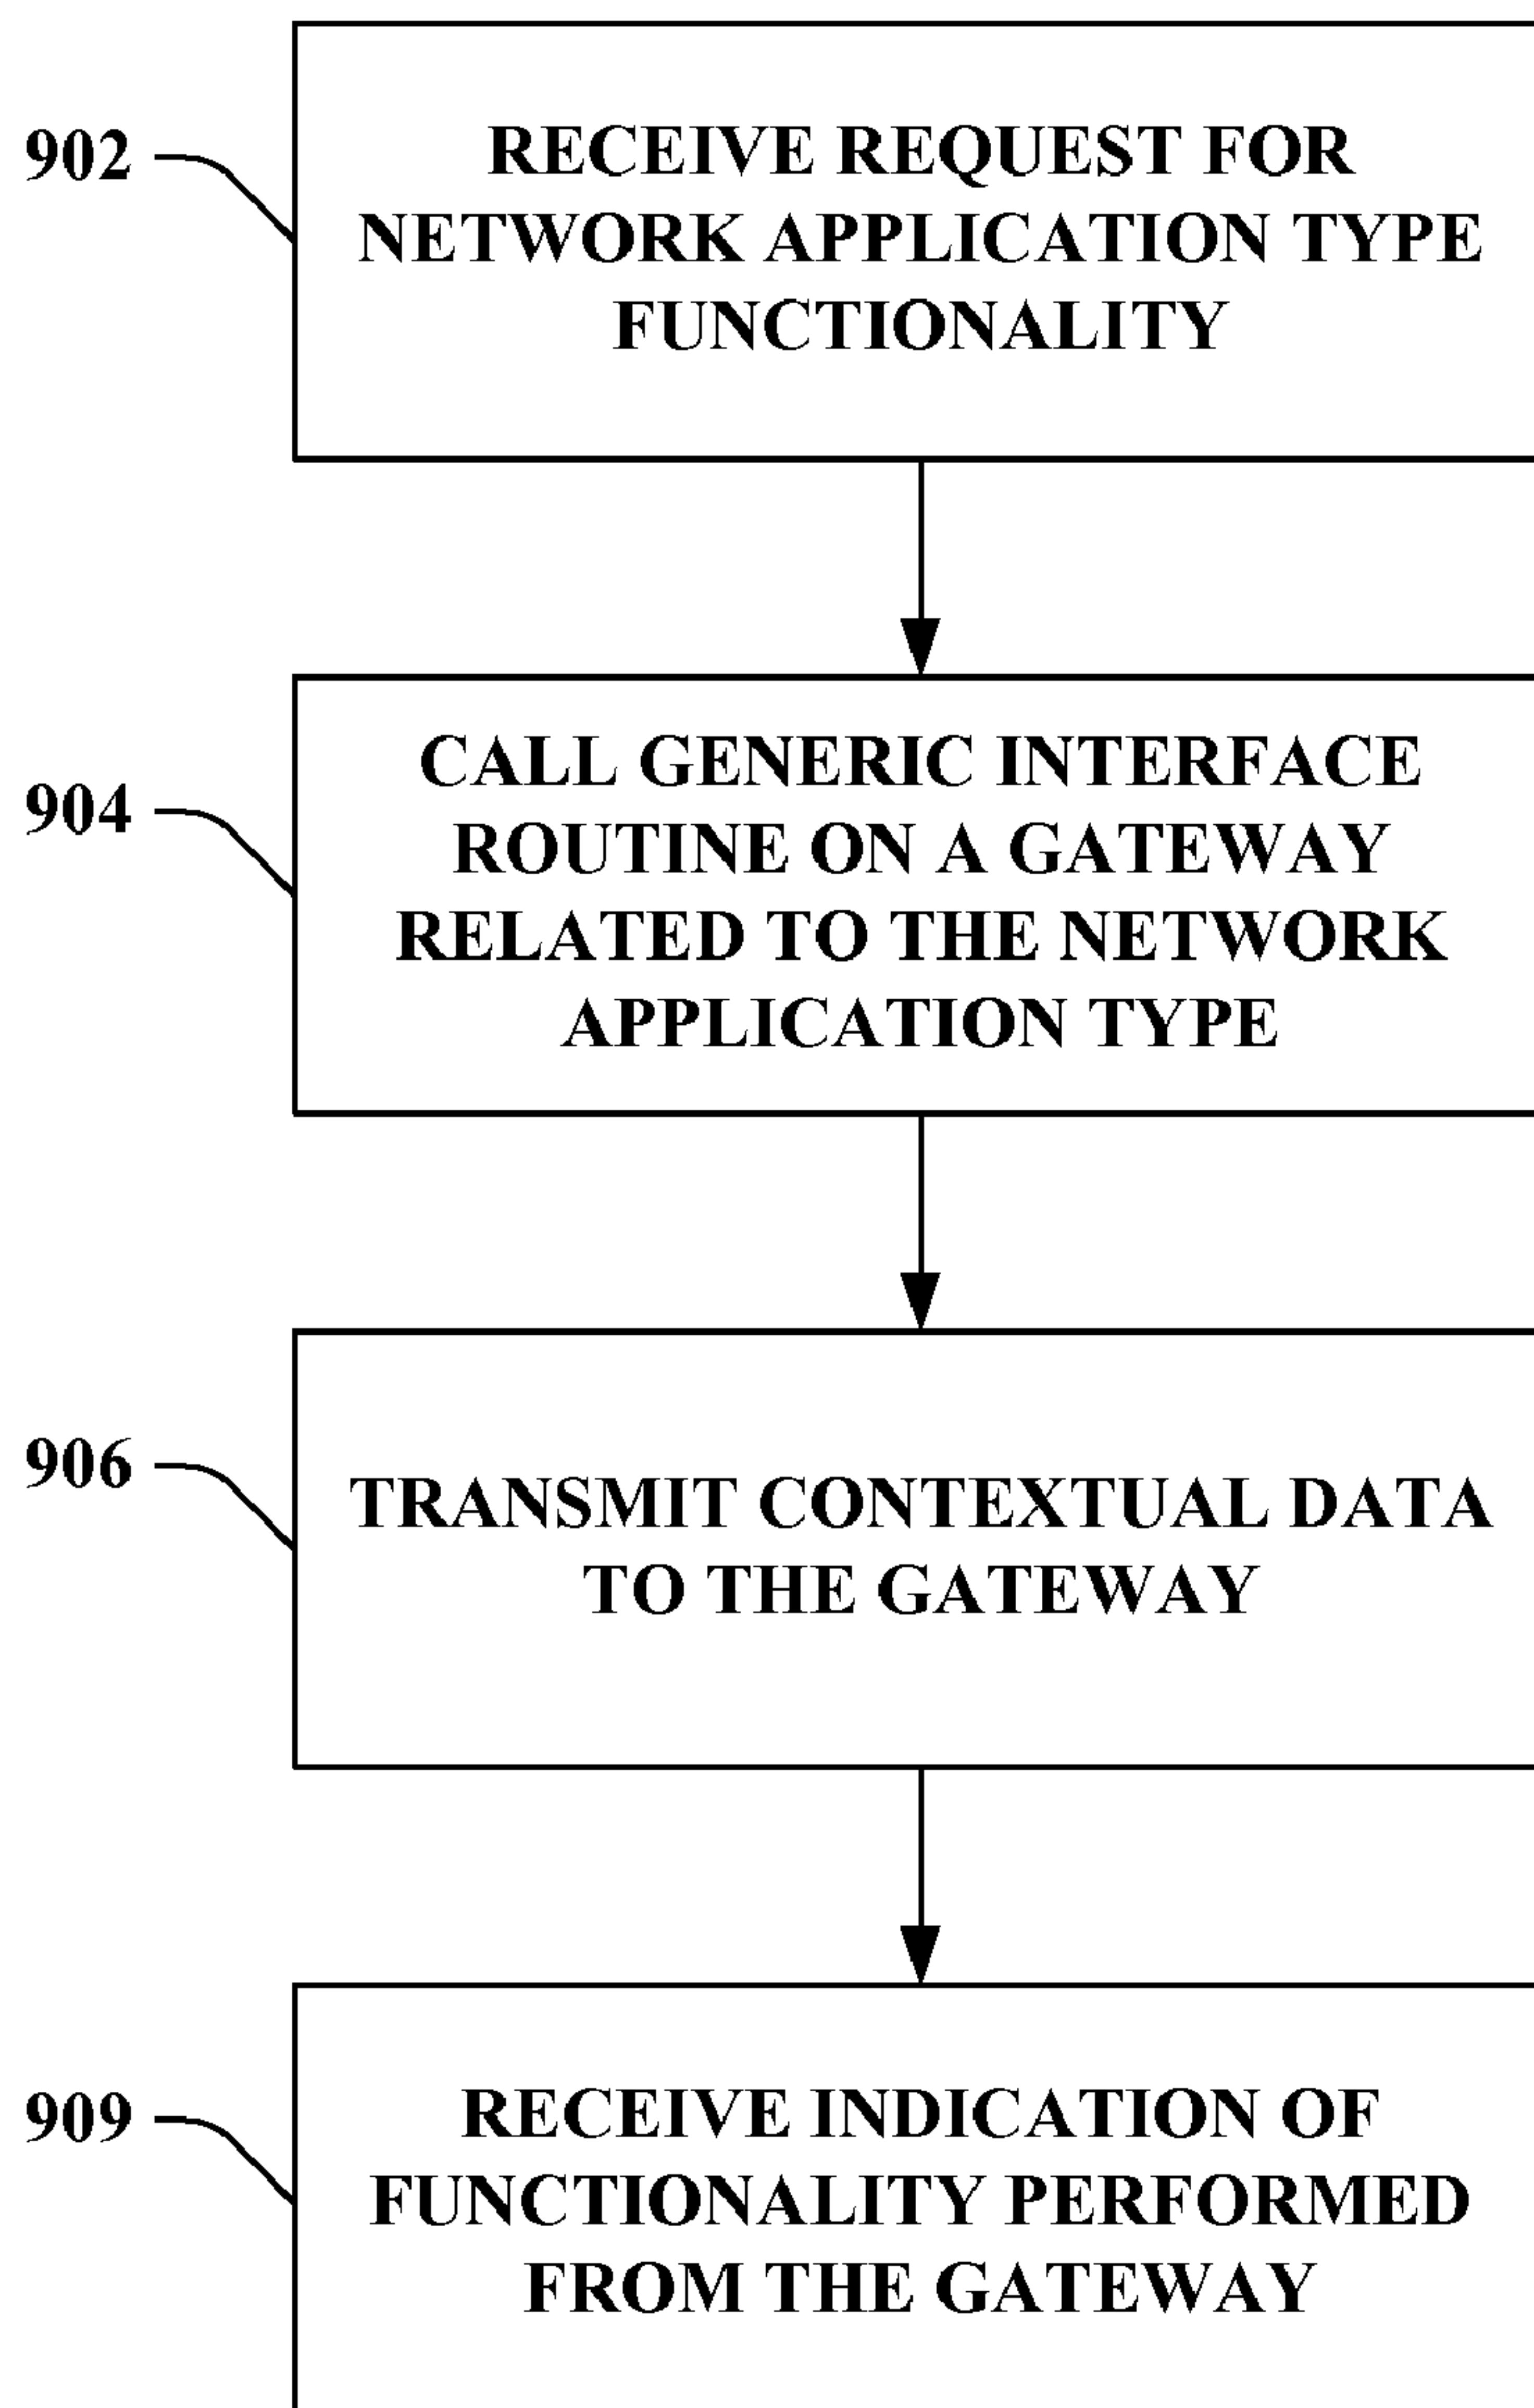 902
RECEIVE REQUEST FOR
NETWORK APPLICATION TYPE
FUNCTIONALITY
904
CALL GENERIC INTERFACE
ROUTINE ON A GATEWAY
RELATED TO THE NETWORK
APPLICATION TYPE
906
TRANSMIT CONTEXTUAL DATA
TO THE GATEWAY
909
RECEIVE INDICATION OF
FUNCTIONALITY PERFORMED
FROM THE GATEWAY